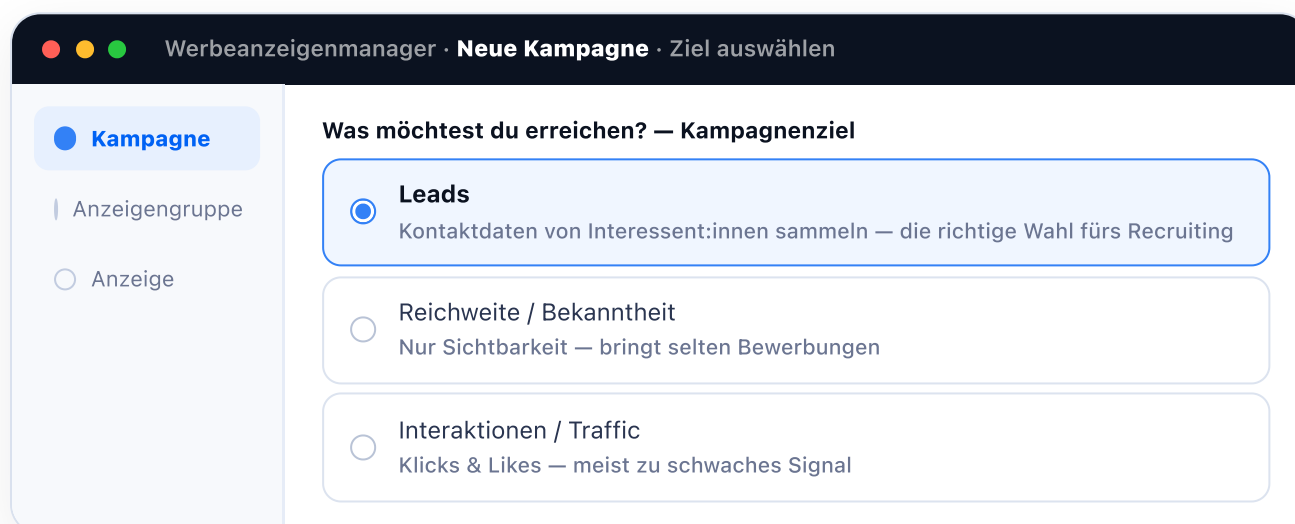 Werbeanzeigenmanager · Neue Kampagne · Ziel auswählen
Kampagne
Anzeigengruppe
Anzeige
Was möchtest du erreichen? — Kampagnenziel
Leads
Kontaktdaten von Interessent:innen sammeln — die richtige Wahl fürs Recruiting
Reichweite / Bekanntheit
Nur Sichtbarkeit — bringt selten Bewerbungen
Interaktionen / Traffic
Klicks & Likes — meist zu schwaches Signal